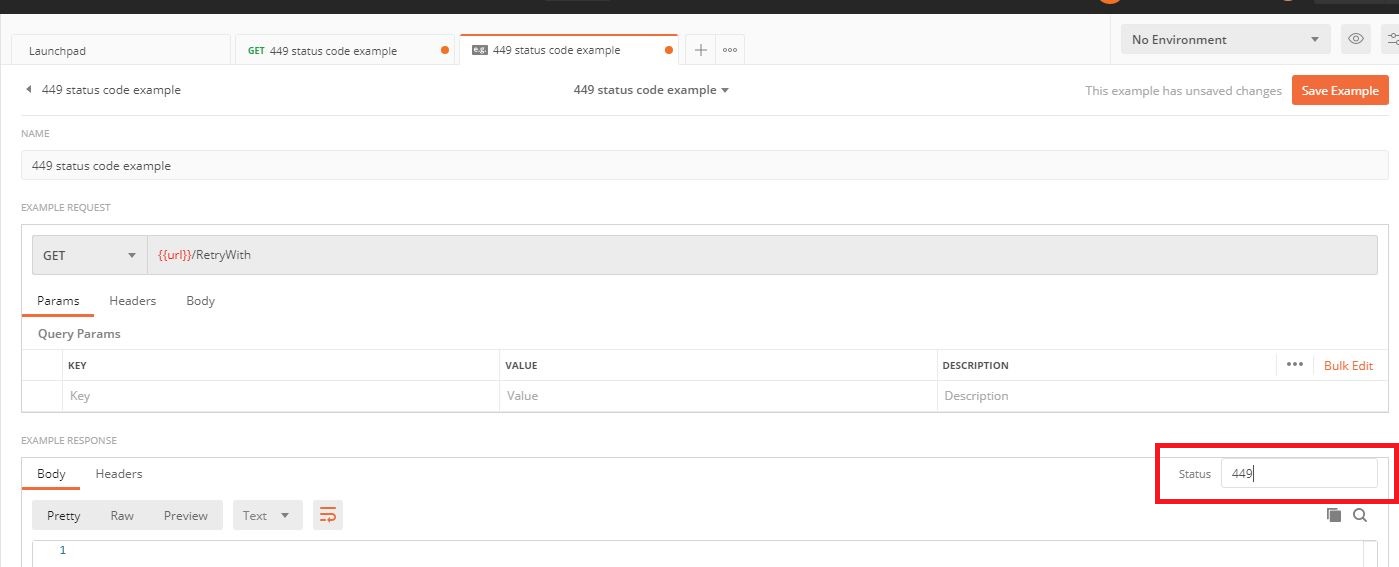 Launchpad
GET 449 status code example
e.g. 449 status code example
No Environment
449 status code example
449 status code example
This example has unsaved changes
Save Example
NAME
449 status code example
EXAMPLE REQUEST
GET
{{url}}/RetryWith
Params Headers Body
Query Params
KEY VALUE DESCRIPTION Bulk Edit
Key Value Description
EXAMPLE RESPONSE
Body Headers Status 449
Pretty Raw Preview Text
1